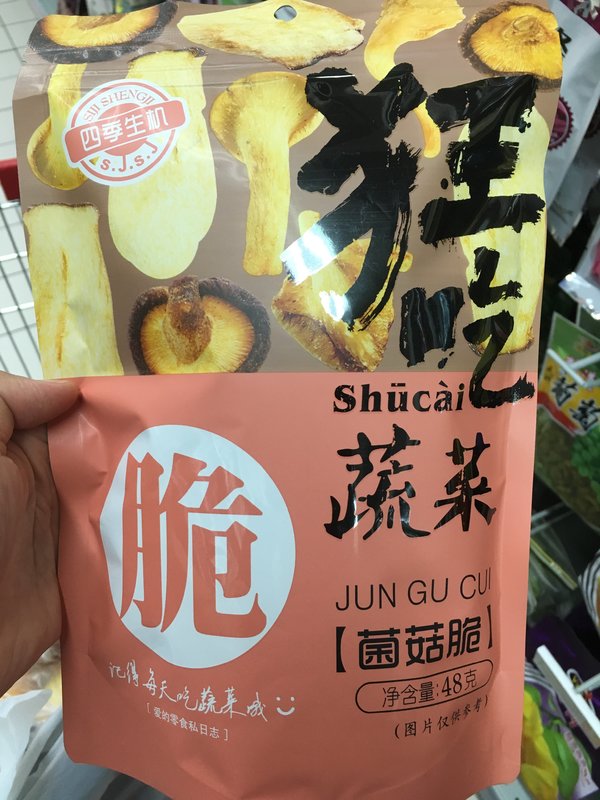 SIJI SHENGJI
四季生机
S.J.S.J
狂吃
Shūcài
蔬菜
脆
JUN GU CUI
【菌菇脆】
净含量:48克
(图片仅供参考)
记得每天吃蔬菜哦
[爱的零食私日志]